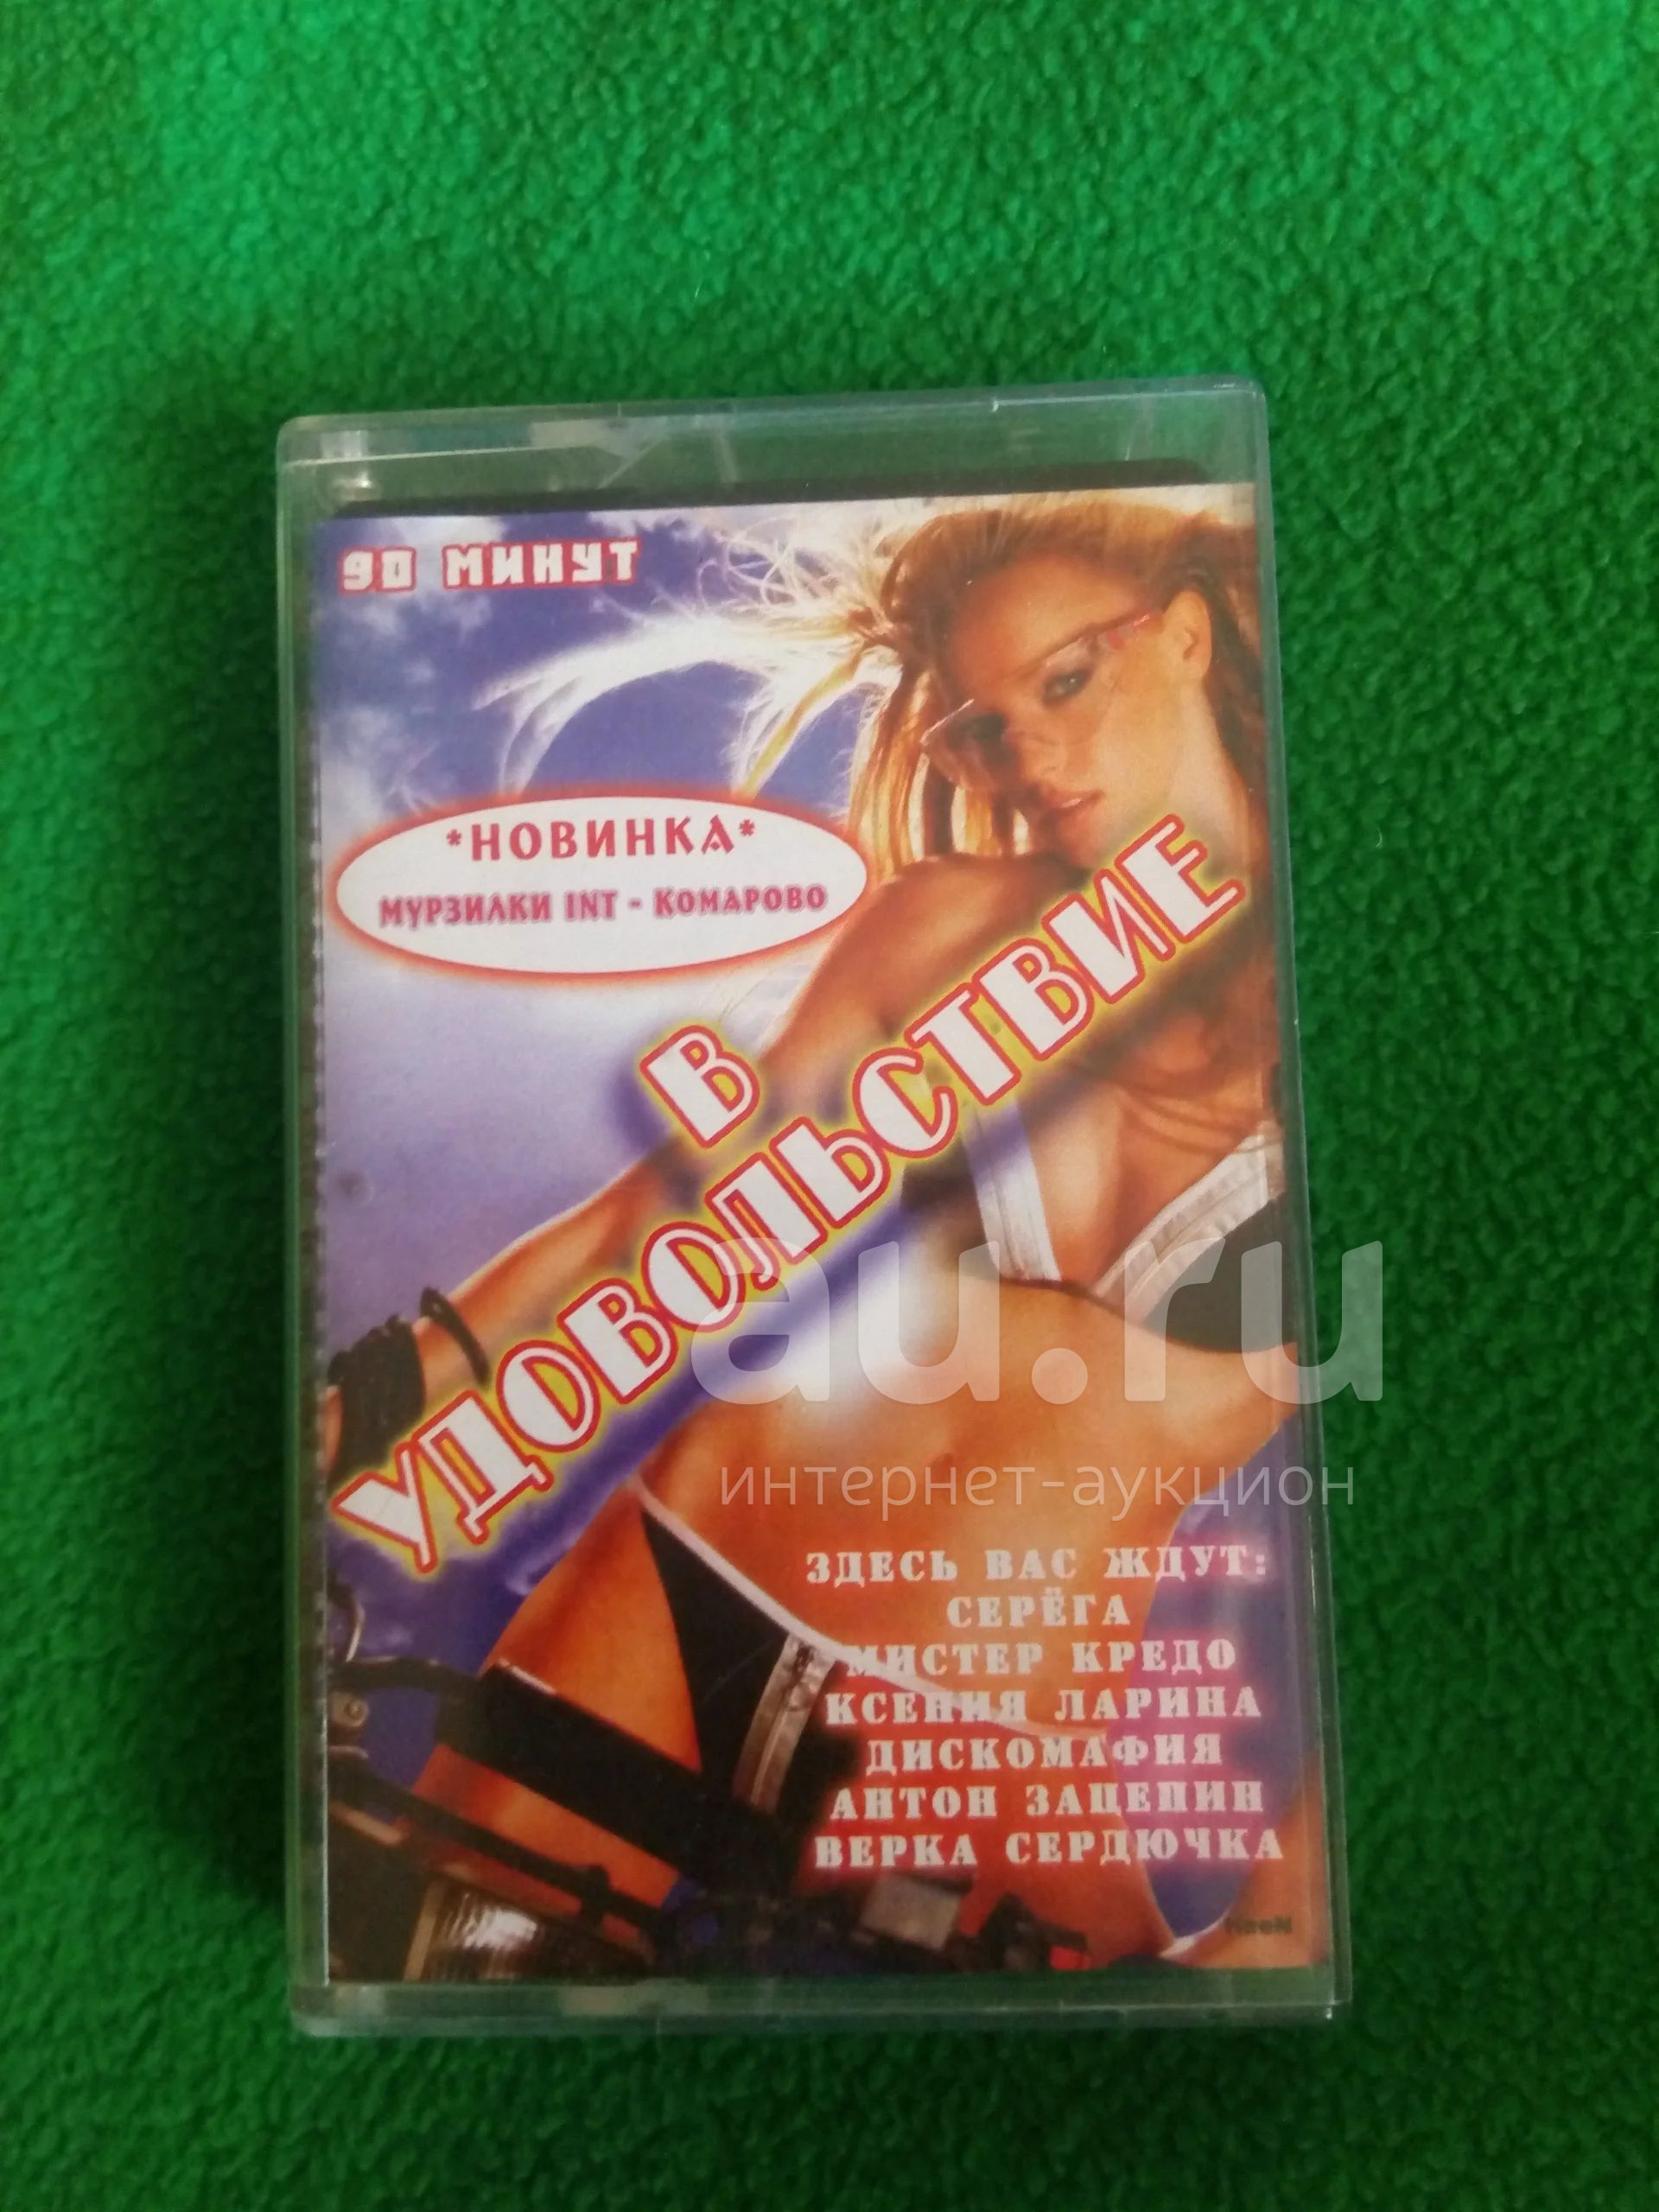 90 МИНУТ
*НОВИНКА*
МУРЗИЛКИ INT - КОМАРОВО
В
УДОВОЛЬСТВИЕ
au.ru
интернет-аукцион
ЗДЕСЬ ВАС ЖДУТ:
СЕРЁГА
МИСТЕР КРЕДО
КСЕНИЯ ЛАРИНА
ДИСКОМАФИЯ
АНТОН ЗАЦЕПИН
ВЕРКА СЕРДЮЧКА